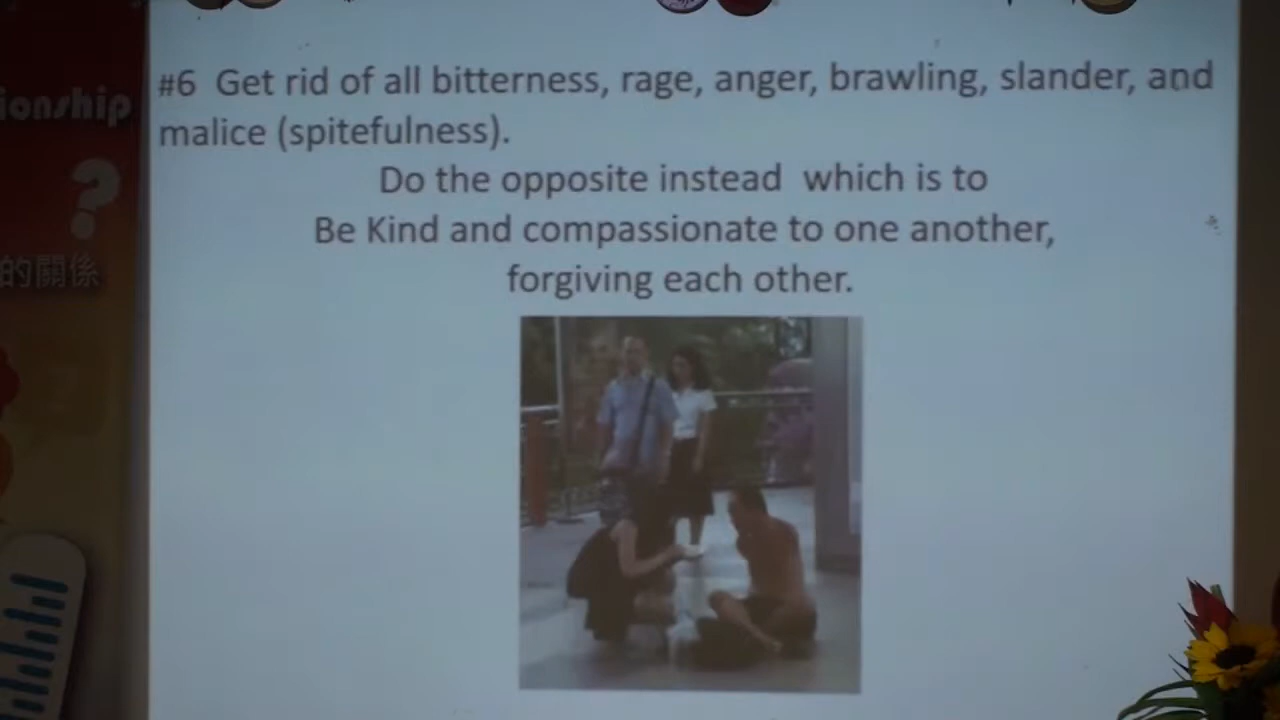 #6 Get rid of all bitterness, rage, anger, brawling, slander, and
malice (spitefulness).
Do the opposite instead which is to
Be Kind and compassionate to one another,
forgiving each other.
ionship
?
的關係